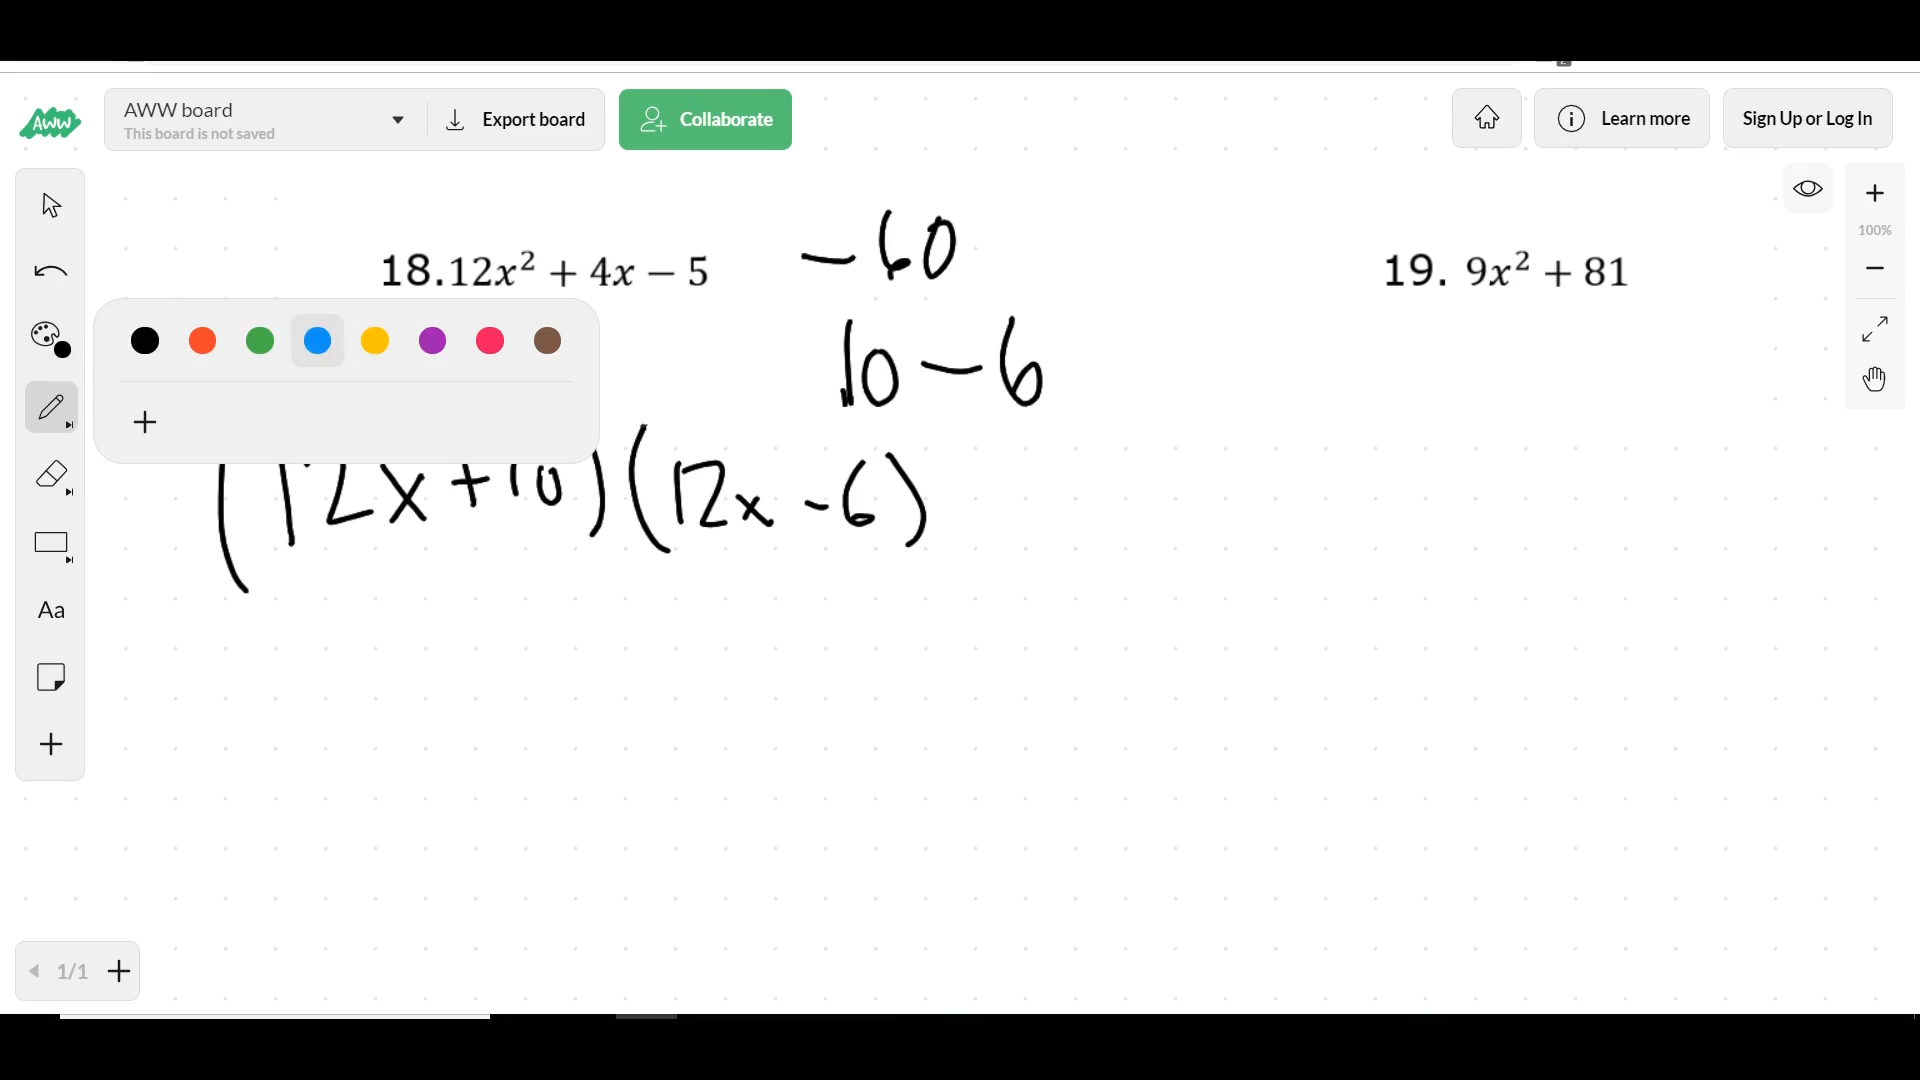 AWW
AWW board
This board is not saved
Export board
Collaborate
Learn more
Sign Up or Log In
100%
18.12x² + 4x − 5
−60
19. 9x² + 81
10 −6
(12x+10)(12x −6)
Aa
1/1